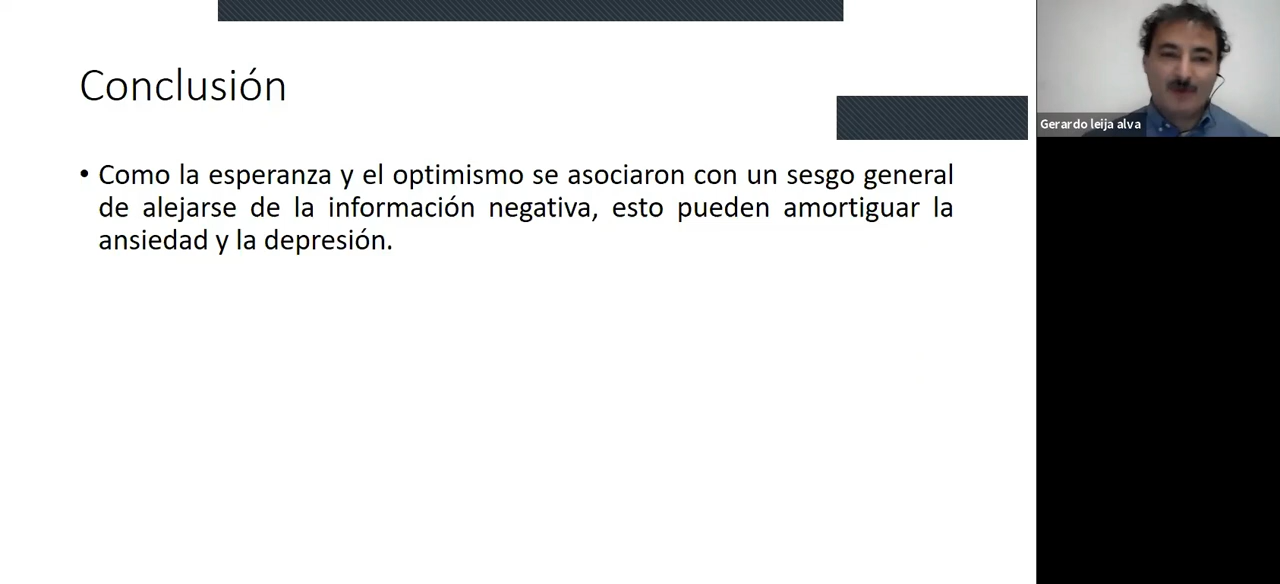 Conclusión
• Como la esperanza y el optimismo se asociaron con un sesgo general
de alejarse de la información negativa, esto pueden amortiguar la
ansiedad y la depresión.
Gerardo leija alva